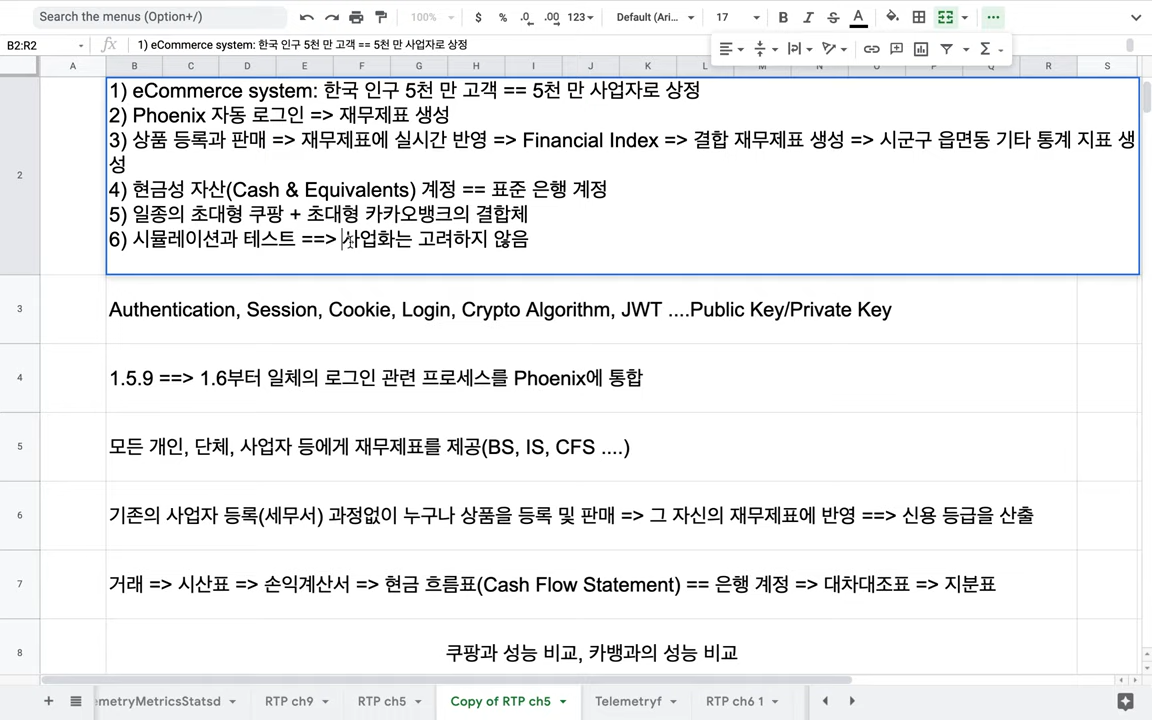 Search the menus (Option+/)
100%
$ % .0 .00 123
Default (Ari...
17
B I S A
B2:R2
fx
1) eCommerce system: 한국 인구 5천 만 고객 == 5천 만 사업자로 상정
A B C D E F G H I J K L M N O P Q R S
2
1) eCommerce system: 한국 인구 5천 만 고객 == 5천 만 사업자로 상정
2) Phoenix 자동 로그인 => 재무제표 생성
3) 상품 등록과 판매 => 재무제표에 실시간 반영 => Financial Index => 결합 재무제표 생성 => 시군구 읍면동 기타 통계 지표 생
성
4) 현금성 자산(Cash & Equivalents) 계정 == 표준 은행 계정
5) 일종의 초대형 쿠팡 + 초대형 카카오뱅크의 결합체
6) 시뮬레이션과 테스트 ==> 사업화는 고려하지 않음
3
Authentication, Session, Cookie, Login, Crypto Algorithm, JWT ....Public Key/Private Key
4
1.5.9 ==> 1.6부터 일체의 로그인 관련 프로세스를 Phoenix에 통합
5
모든 개인, 단체, 사업자 등에게 재무제표를 제공(BS, IS, CFS ....)
6
기존의 사업자 등록(세무서) 과정없이 누구나 상품을 등록 및 판매 => 그 자신의 재무제표에 반영 ==> 신용 등급을 산출
7
거래 => 시산표 => 손익계산서 => 현금 흐름표(Cash Flow Statement) == 은행 계정 => 대차대조표 => 지분표
8
쿠팡과 성능 비교, 카뱅과의 성능 비교
emetryMetricsStatsd
RTP ch9
RTP ch5
Copy of RTP ch5
Telemetryf
RTP ch6 1